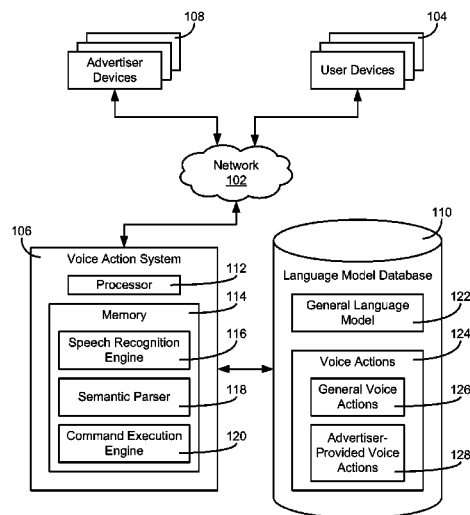 108
104
Advertiser
Devices
User Devices
Network
102
106
110
Voice Action System
Language Model Database
Processor
112
114
Memory
General Language
Model
122
Speech Recognition
Engine
116
124
Voice Actions
Semantic Parser
118
General Voice
Actions
126
Command Execution
Engine
120
Advertiser-
Provided Voice
Actions
128